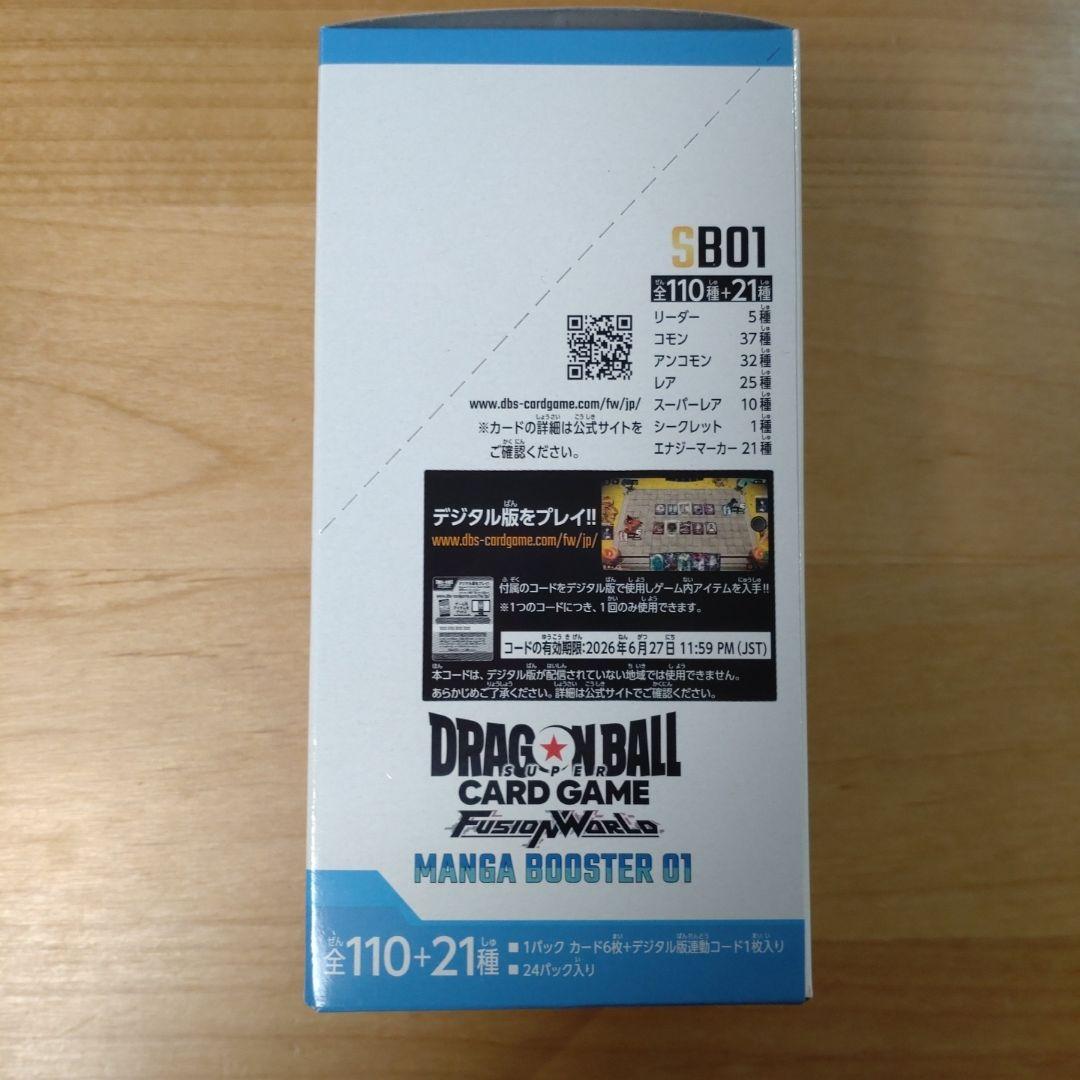 SB01
全110種+21種
リーダー 5種
コモン 37種
アンコモン 32種
レア 25種
スーパーレア 10種
シークレット 1種
エナジーマーカー 21種
www.dbs-cardgame.com/fw/jp/
※カードの詳細は公式サイトを
ご確認ください。
デジタル版をプレイ!!
www.dbs-cardgame.com/fw/jp/
付属のコードをデジタル版で使用しゲーム内アイテムを入手!!
※1つのコードにつき、1回のみ使用できます。
コードの有効期限:2026年6月27日 11:59 PM(JST)
本コードは、デジタル版が配信されていない地域では使用できません。
あらかじめご了承ください。詳細は公式サイトでご確認ください。
DRAGON BALL
SUPER
CARD GAME
FUSION WORLD
MANGA BOOSTER 01
全110+21種
■1パック カード6枚+デジタル版連動コード1枚入り
■24パック入り